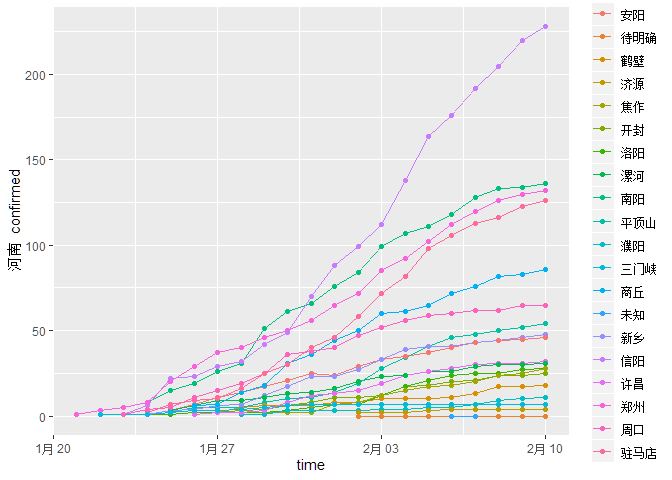 200
150
100
50
0
河南 confirmed
1月 20
1月 27
2月 03
2月 10
time
安阳
待明确
鹤壁
济源
焦作
开封
洛阳
漯河
南阳
平顶山
濮阳
三门峡
商丘
未知
新乡
信阳
许昌
郑州
周口
驻马店